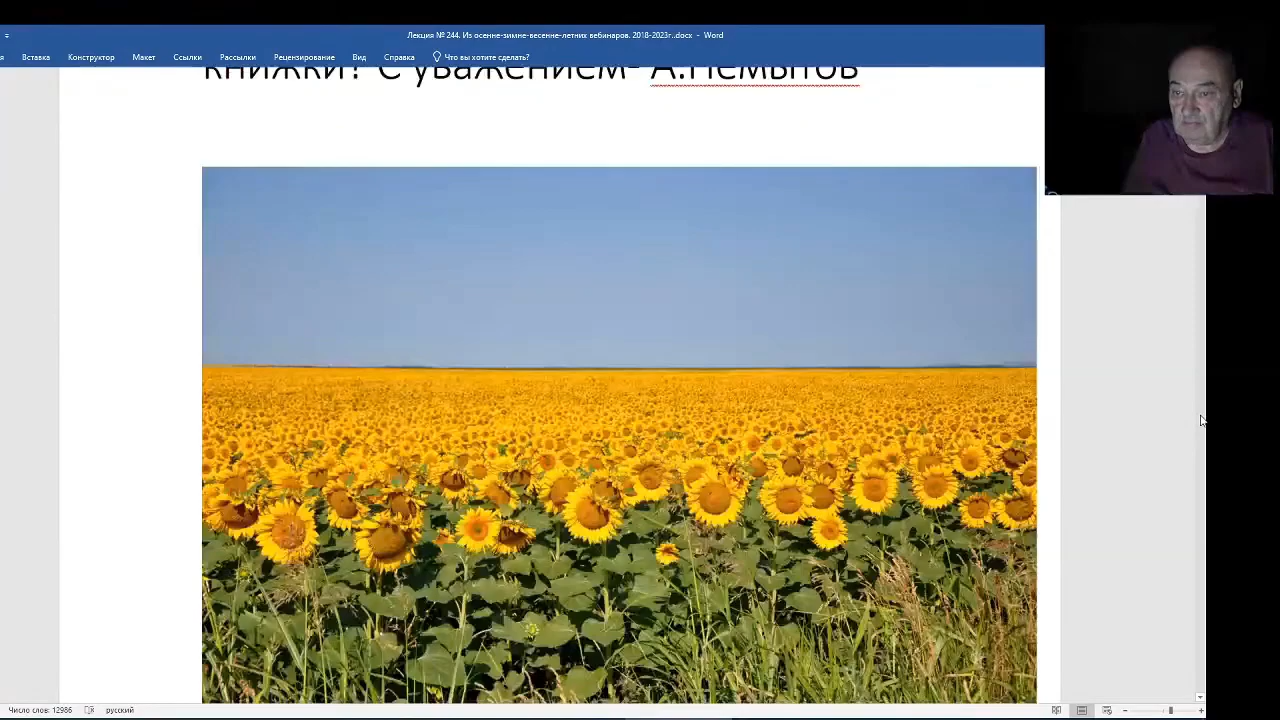 Лекция № 244. Из осенне-зимне-весенне-летних вебинаров. 2018-2023г..docx - Word
Вставка Конструктор Макет Ссылки Рассылки Рецензирование Вид Справка Что вы хотите сделать?
книжки! С уважением- А.Немытов
Число слов: 12986 русский